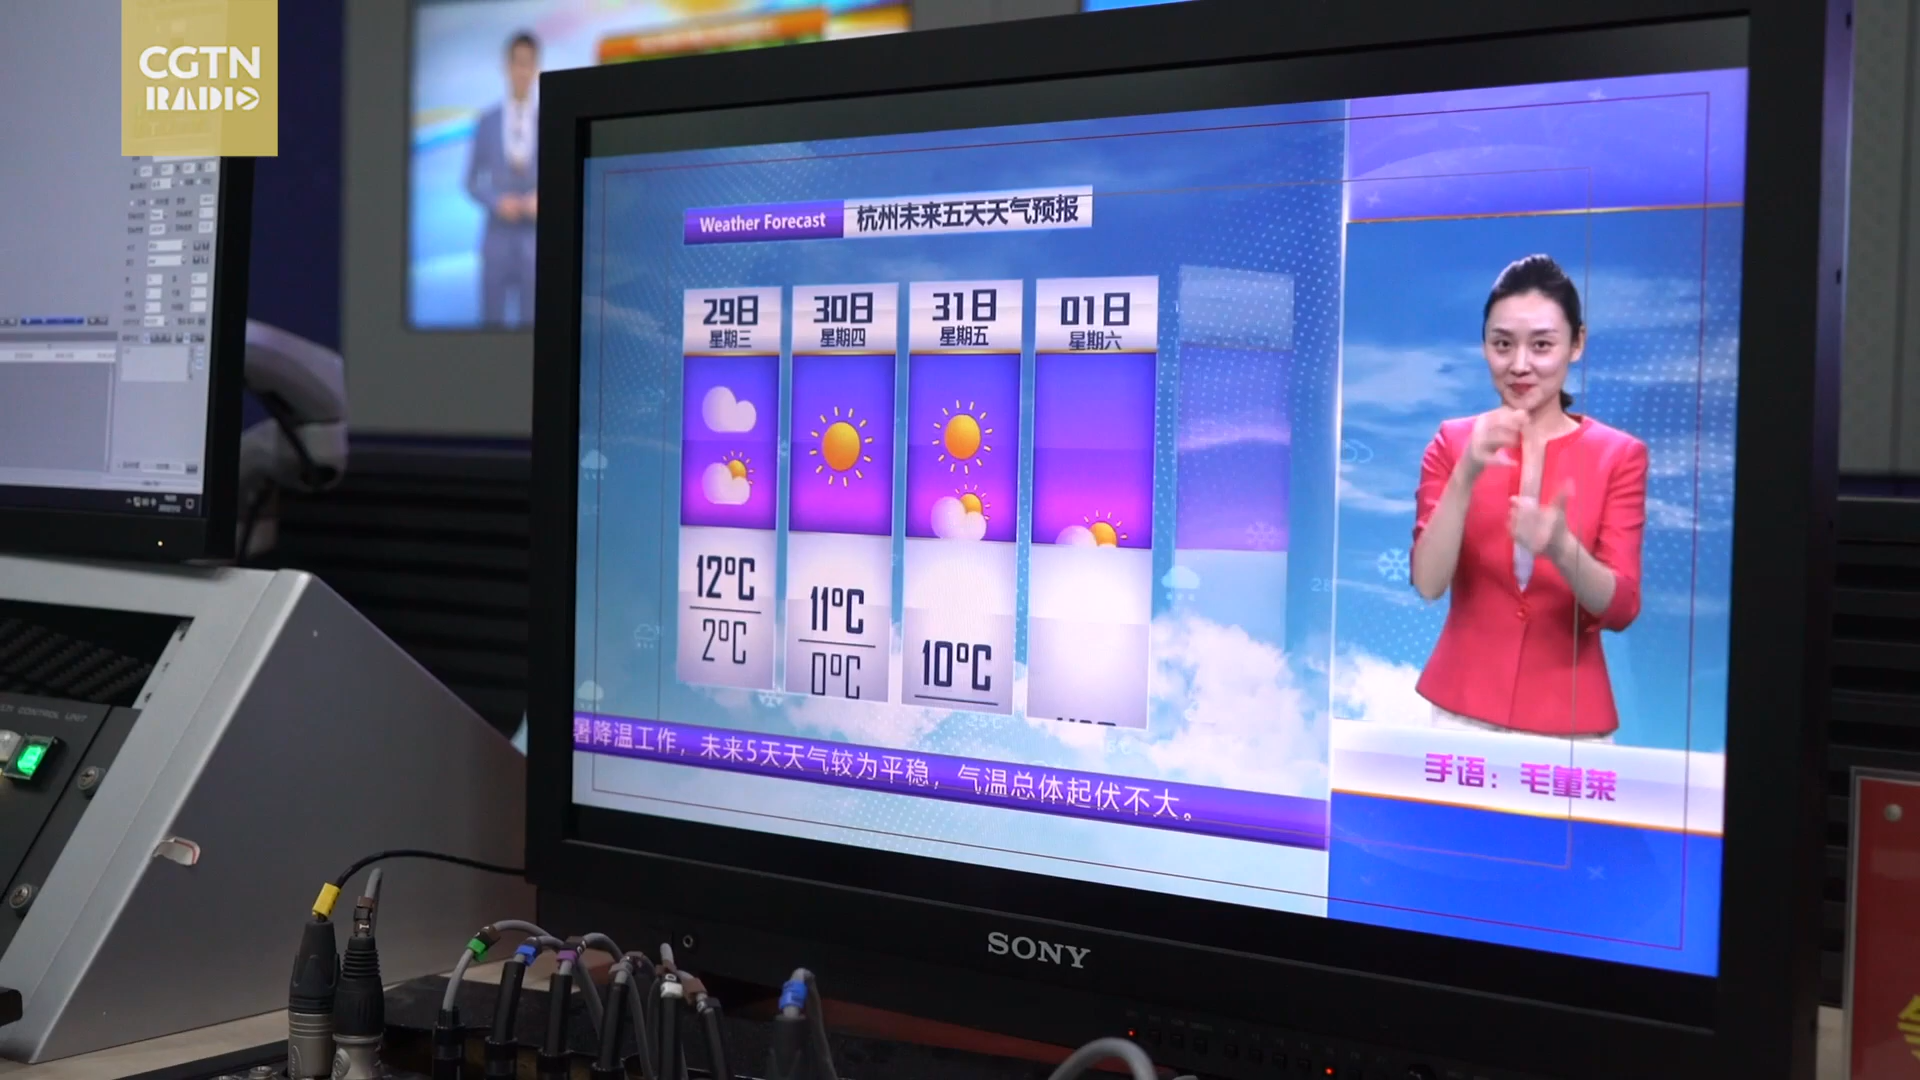 CGTN
RADIO
Weather Forecast 杭州未来五天天气预报
29日 30日 31日 01日
星期三 星期四 星期五 星期六
12℃ 11℃ 10℃
2℃ 0℃
暑降温工作，未来5天天气较为平稳，气温总体起伏不大。
手语：毛童莱
SONY